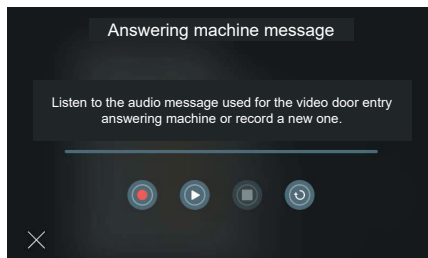 Answering machine message
Listen to the audio message used for the video door entry
answering machine or record a new one.